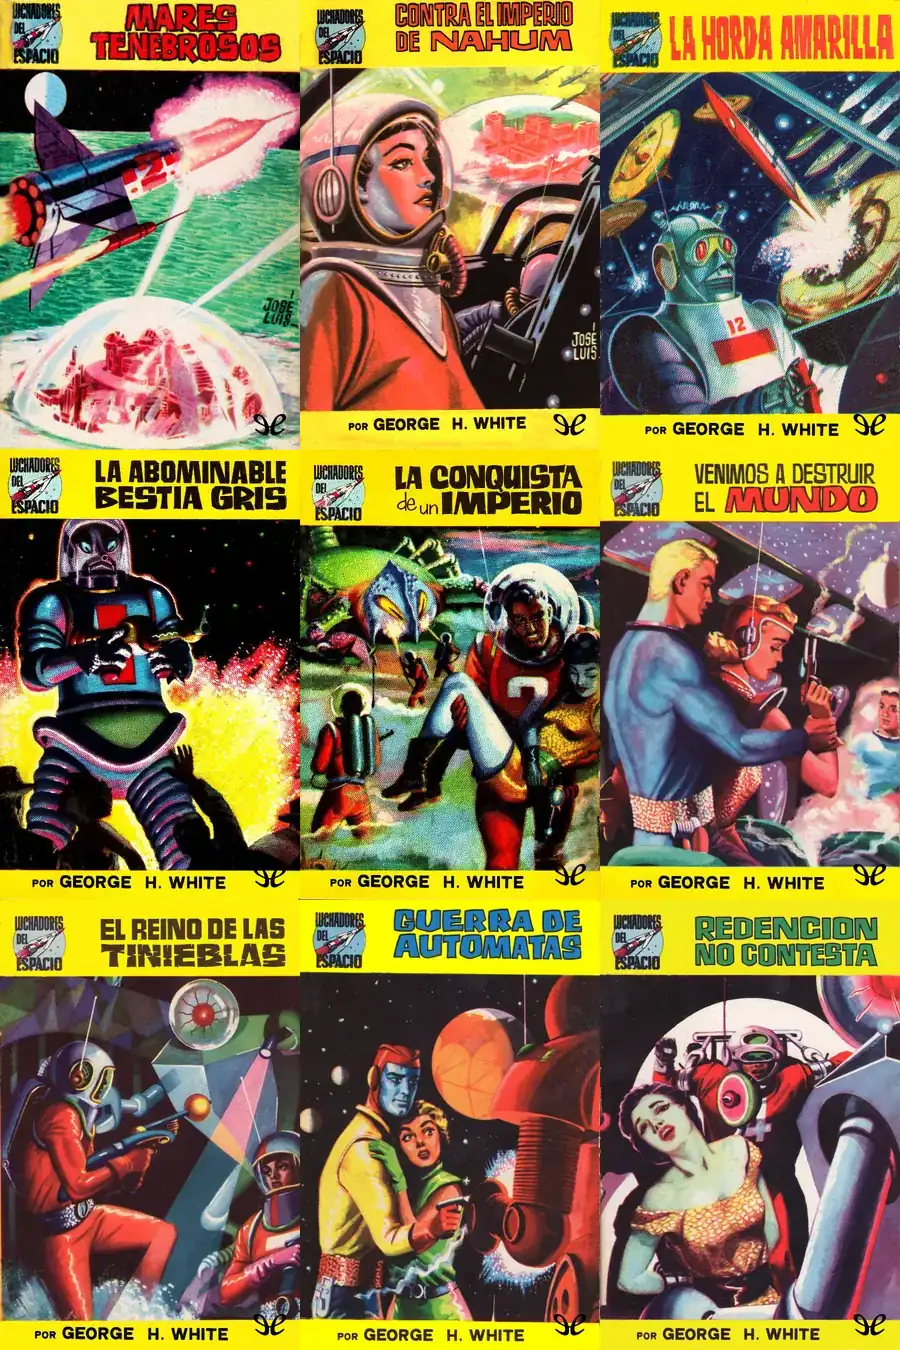 LUCHADORES
DEL
ESPACIO
MARES
TENEBROSOS
JOSE
LUIS
LUCHADORES
DEL
ESPACIO
CONTRA EL IMPERIO
DE NAHUM
JOSE
LUIS
POR GEORGE H. WHITE
LUCHADORES
DEL
ESPACIO
LA HORDA AMARILLA
12
POR GEORGE H. WHITE
LUCHADORES
DEL
ESPACIO
LA ABOMINABLE
BESTIA GRIS
POR GEORGE H. WHITE
LUCHADORES
DEL
ESPACIO
LA CONQUISTA
de un IMPERIO
POR GEORGE H. WHITE
LUCHADORES
DEL
ESPACIO
VENIMOS A DESTRUIR
EL MUNDO
POR GEORGE H. WHITE
LUCHADORES
DEL
ESPACIO
EL REINO DE LAS
TINIEBLAS
POR GEORGE H. WHITE
LUCHADORES
DEL
ESPACIO
GUERRA DE
AUTOMATAS
POR GEORGE H. WHITE
LUCHADORES
DEL
ESPACIO
REDENCION
NO CONTESTA
POR GEORGE H. WHITE